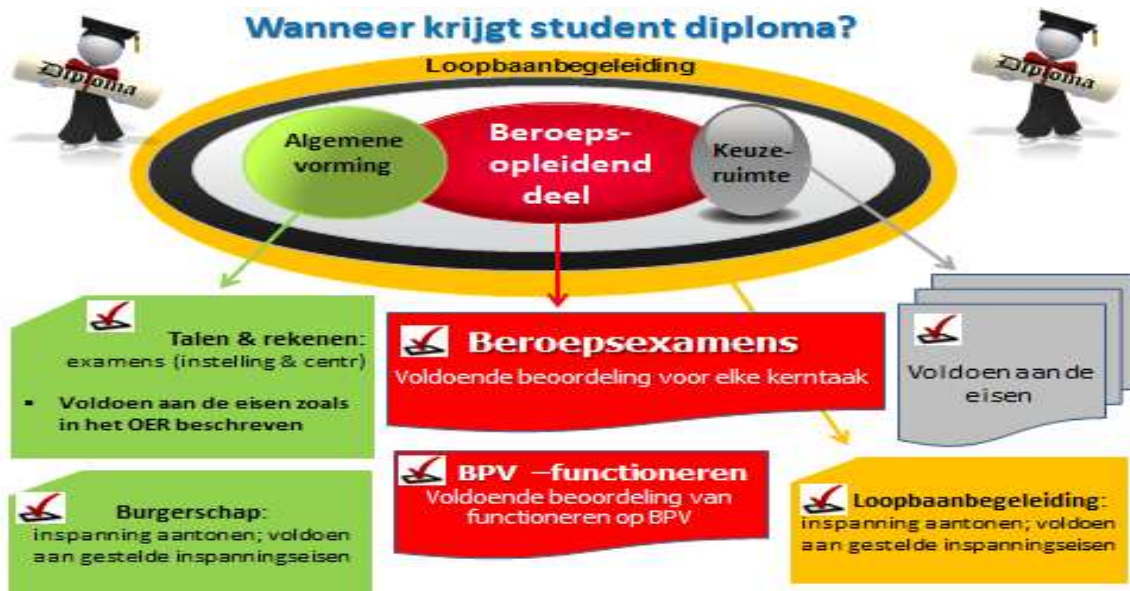 Wanneer krijgt student diploma?
Diploma
Diploma
Loopbaanbegeleiding
Algemene
vorming
Beroeps-
opleidend
deel
Keuze-
ruimte
Talen & rekenen:
examens (instelling & centr)
▪ Voldoen aan de eisen zoals
in het OER beschreven
Beroepsexamens
Voldoende beoordeling voor elke kerntaak
Voldoen aan de
eisen
Burgerschap:
inspanning aantonen; voldoen
aan gestelde inspanningseisen
BPV –functioneren
Voldoende beoordeling van
functioneren op BPV
Loopbaanbegeleiding:
inspanning aantonen; voldoen
aan gestelde inspanningseisen